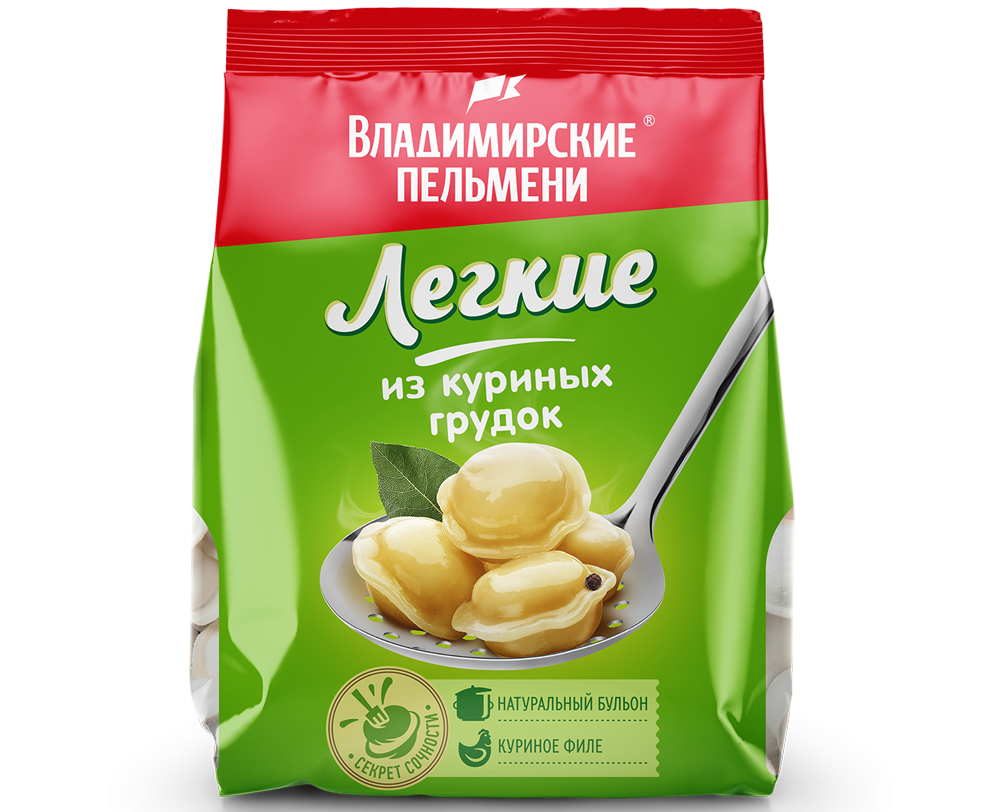 Владимирские®
пельмени
Легкие
из куриных
грудок
НАТУРАЛЬНЫЙ БУЛЬОН
КУРИНОЕ ФИЛЕ
• СЕКРЕТ СОЧНОСТИ •